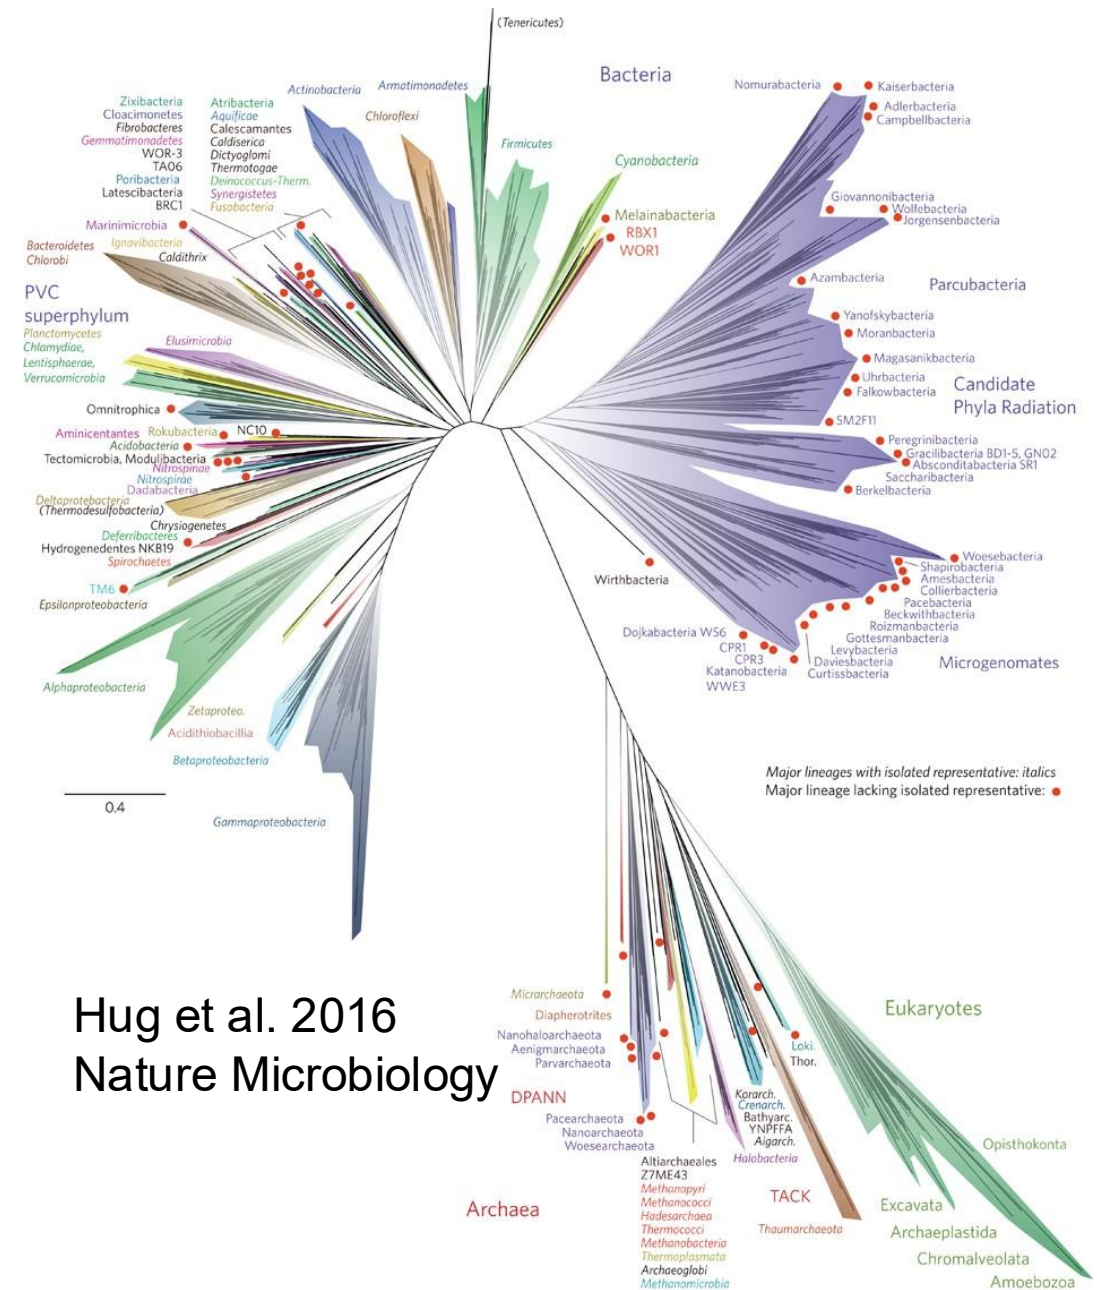 (Tenericutes)
Bacteria
Armatimonadetes
Actinobacteria
Chloroflexi
Firmicutes
Cyanobacteria
Melainabacteria
RBX1
WOR1
Zixibacteria
Cloacimonetes
Fibrobacteres
Gemmatimonadetes
WOR-3
TA06
Poribacteria
Latescibacteria
BRC1
Atribacteria
Aquificae
Calescamantes
Caldiserica
Dictyoglomi
Thermotogae
Deinococcus-Therm.
Synergistetes
Fusobacteria
Marinimicrobia
Bacteroidetes
Chlorobi
Ignavibacteria
Caldithrix
PVC
superphylum
Planctomycetes
Chlamydiae,
Lentisphaerae,
Verrucomicrobia
Elusimicrobia
Omnitrophica
Aminicentantes
Rokubacteria
NC10
Acidobacteria
Tectomicrobia, Modulibacteria
Nitrospinae
Nitrospirae
Dadabacteria
Deltaprotebacteria
(Thermodesulfobacteria)
Chrysiogenetes
Deferribacteres
Hydrogenedentes NKB19
Spirochaetes
TM6
Epsilonproteobacteria
Alphaproteobacteria
Zetaproteo.
Acidithiobacillia
Betaproteobacteria
Gammaproteobacteria
0.4
Nomurabacteria
Kaiserbacteria
Adlerbacteria
Campbellbacteria
Giovannonibacteria
Wolfebacteria
Jorgensenbacteria
Azambacteria
Parcubacteria
Yanofskybacteria
Moranbacteria
Magasanikbacteria
Uhrbacteria
Falkowbacteria
Candidate
Phyla Radiation
SM2F11
Peregrinibacteria
Gracilibacteria BD1-5, GN02
Absconditabacteria SR1
Saccharibacteria
Berkelbacteria
Woesebacteria
Shapirobacteria
Amesbacteria
Collierbacteria
Pacebacteria
Beckwithbacteria
Roizmanbacteria
Gottesmanbacteria
Levybacteria
Daviesbacteria
Curtissbacteria
Microgenomates
Wirthbacteria
Dojkabacteria WS6
CPR1
CPR3
Katanobacteria
WWE3
Major lineages with isolated representative: italics
Major lineage lacking isolated representative:
Hug et al. 2016
Nature Microbiology
Micrarchaeota
Diapherotrites
Nanohaloarchaeota
Aenigmarchaeota
Parvarchaeota
DPANN
Pacearchaeota
Nanoarchaeota
Woesearchaeota
Archaea
Altiarchaeales
Z7ME43
Methanopyri
Methanococci
Hadesarchaea
Thermococci
Methanobacteria
Thermoplasmata
Archaeoglobi
Methanomicrobia
Halobacteria
Korarch.
Crenarch.
Bathyarc.
YNPFFA
Aigarch.
Loki.
Thor.
TACK
Thaumarchaeota
Eukaryotes
Opisthokonta
Excavata
Archaeplastida
Chromalveolata
Amoebozoa